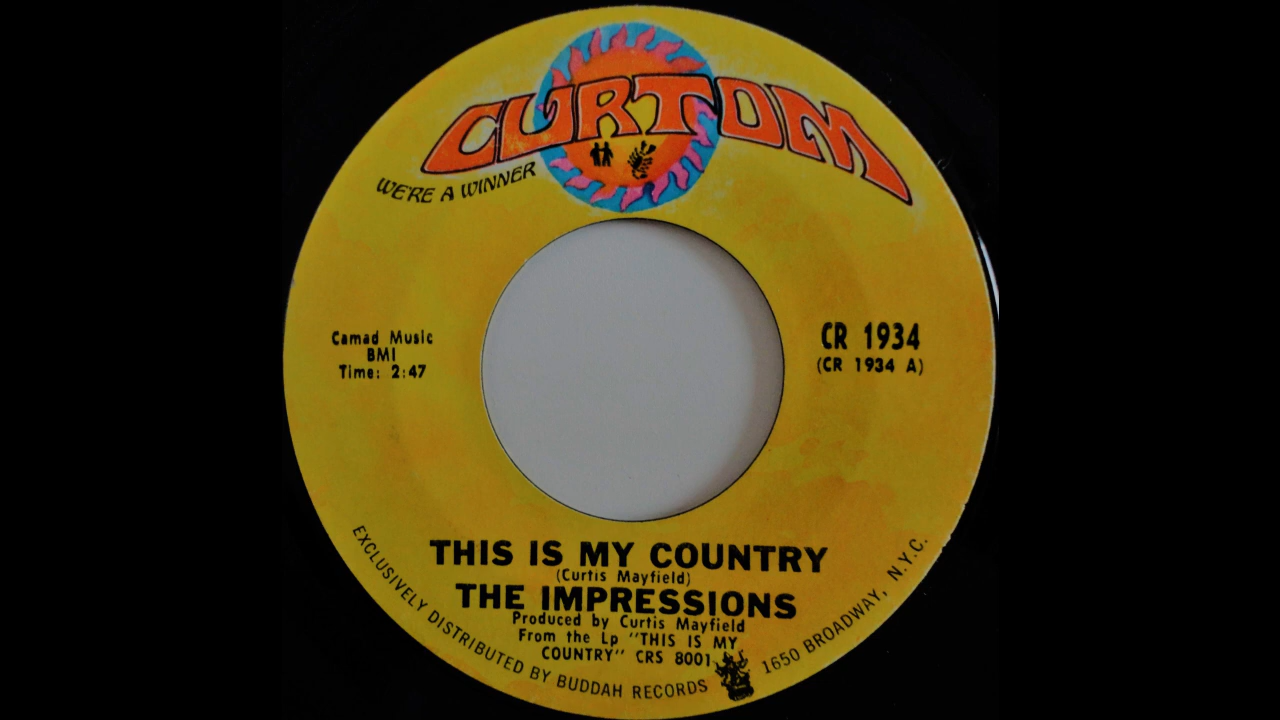 CURTOM
WE'RE A WINNER
Camad Music
BMI
Time: 2:47
CR 1934
(CR 1934 A)
THIS IS MY COUNTRY
(Curtis Mayfield)
THE IMPRESSIONS
Produced by Curtis Mayfield
From the Lp "THIS IS MY
COUNTRY" CRS 8001
EXCLUSIVELY DISTRIBUTED BY BUDDAH RECORDS 1650 BROADWAY, N.Y.C.